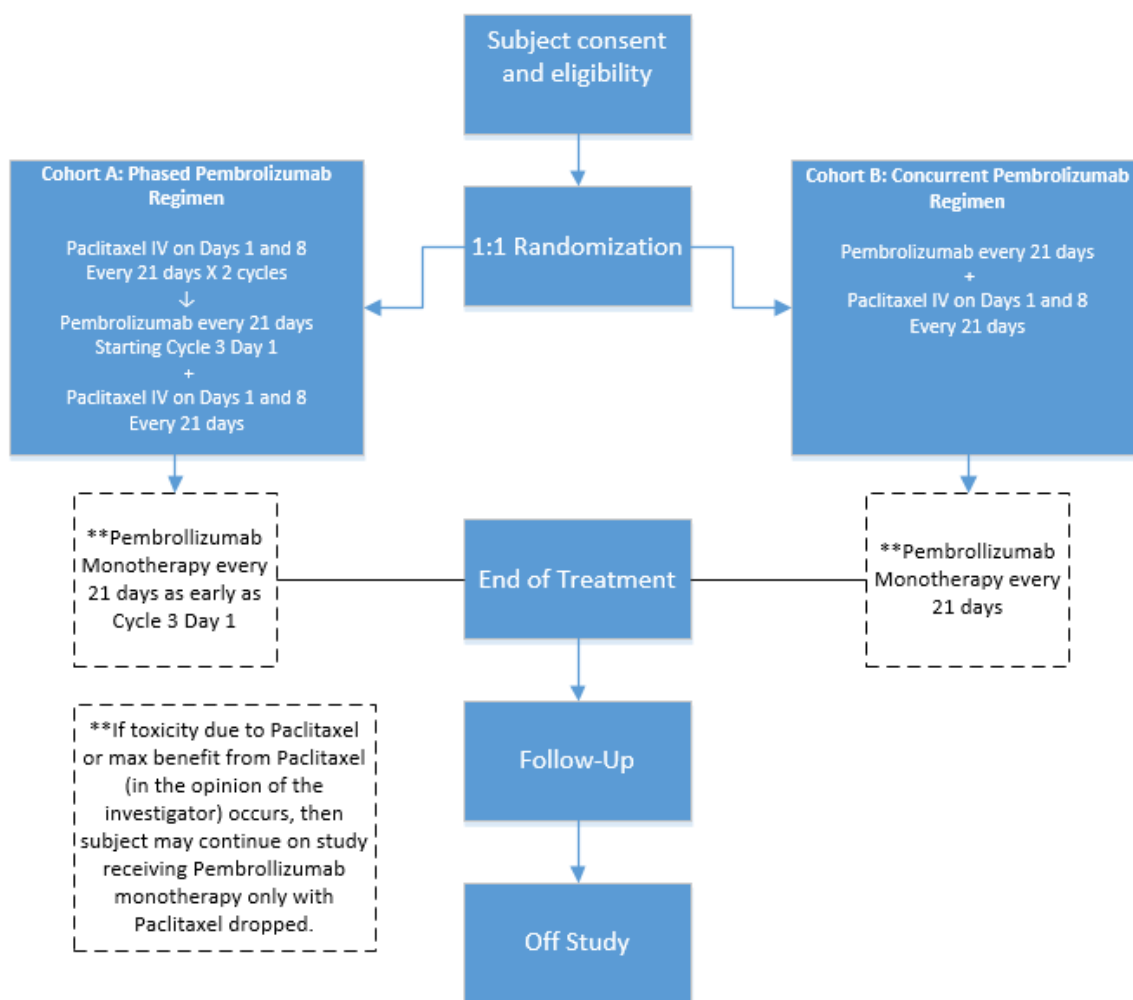 Subject consent
and eligibility
1:1 Randomization
Cohort A: Phased Pembrolizumab
Regimen
Paclitaxel IV on Days 1 and 8
Every 21 days X 2 cycles
↓
Pembrolizumab every 21 days
Starting Cycle 3 Day 1
+
Paclitaxel IV on Days 1 and 8
Every 21 days
Cohort B: Concurrent Pembrolizumab
Regimen
Pembrolizumab every 21 days
+
Paclitaxel IV on Days 1 and 8
Every 21 days
**Pembrollizumab
Monotherapy every
21 days as early as
Cycle 3 Day 1
End of Treatment
**Pembrollizumab
Monotherapy every
21 days
**If toxicity due to Paclitaxel
or max benefit from Paclitaxel
(in the opinion of the
investigator) occurs, then
subject may continue on study
receiving Pembrollizumab
monotherapy only with
Paclitaxel dropped.
Follow-Up
Off Study